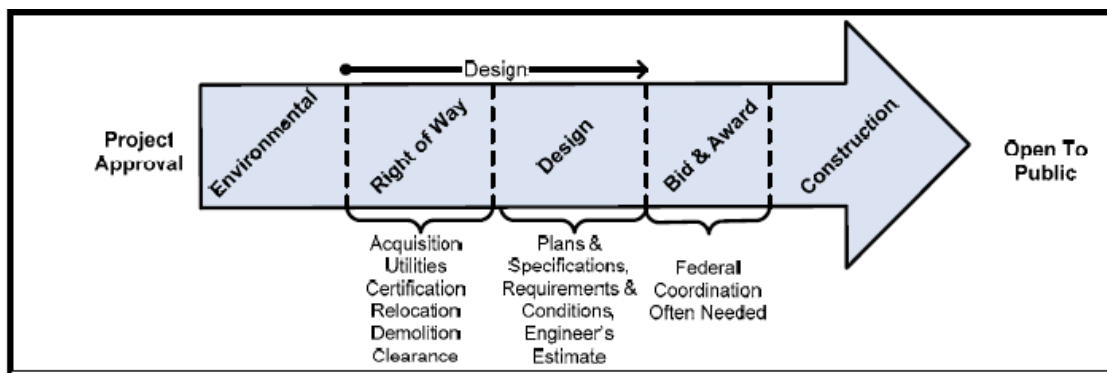 Design
Project
Approval
Environmental
Right of Way
Design
Bid & Award
Construction
Open To
Public
Acquisition
Utilities
Certification
Relocation
Demolition
Clearance
Plans &
Specifications,
Requirements &
Conditions,
Engineer's
Estimate
Federal
Coordination
Often Needed